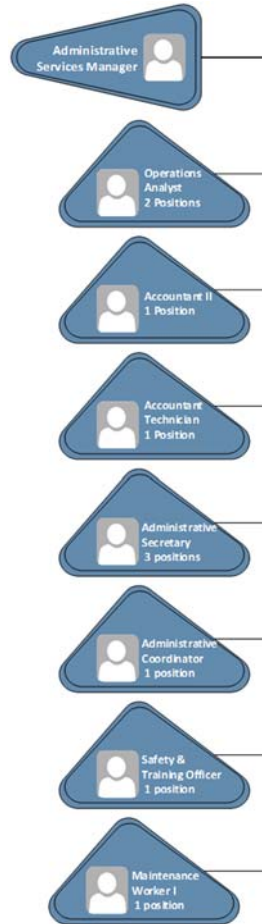 Administrative
Services Manager
Operations
Analyst
2 Positions
Accountant II
1 Position
Accountant
Technician
1 Position
Administrative
Secretary
3 positions
Administrative
Coordinator
1 position
Safety &
Training Officer
1 position
Maintenance
Worker I
1 position